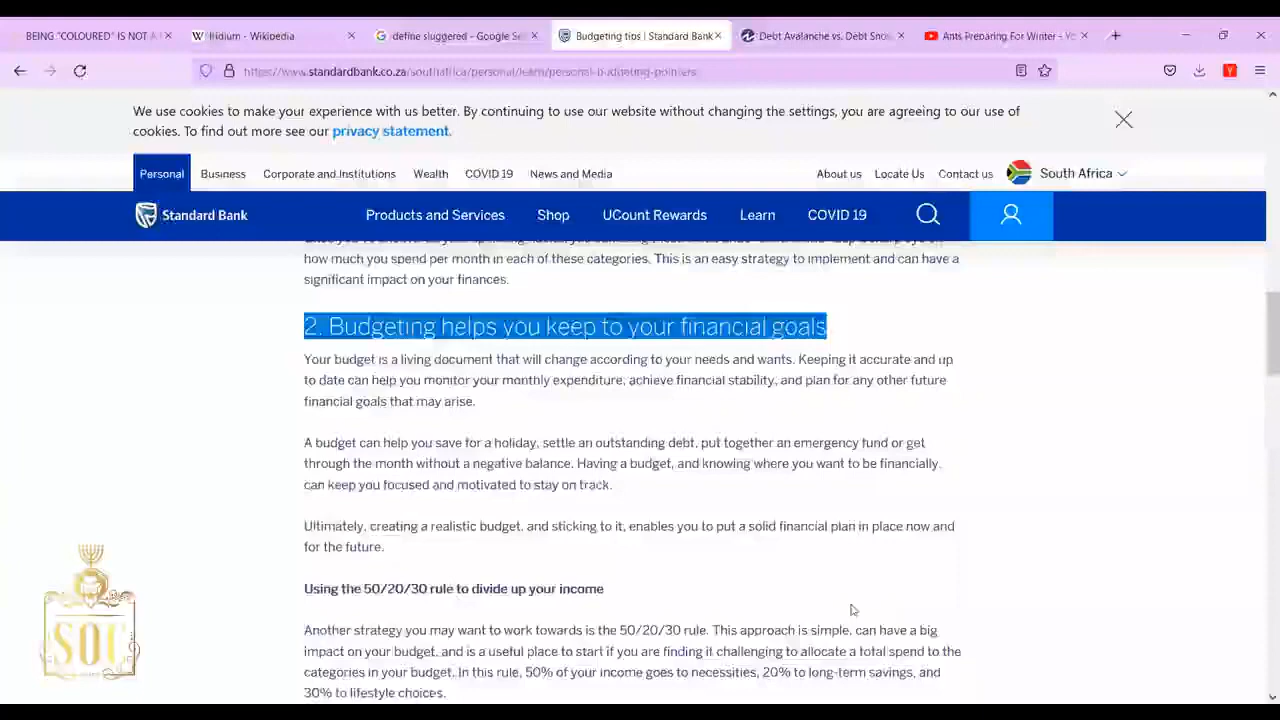 BEING "COLOURED" IS NOT A
Iridium - Wikipedia
define sluggered - Google Se
Budgeting tips | Standard Bank
Debt Avalanche vs. Debt Snow
Ants Preparing For Winter - Yo
https://www.standardbank.co.za/southafrica/personal/learn/personal-budgeting-pointers
We use cookies to make your experience with us better. By continuing to use our website without changing the settings, you are agreeing to our use of
cookies. To find out more see our privacy statement.
Personal Business Corporate and Institutions Wealth COVID 19 News and Media About us Locate Us Contact us South Africa
Standard Bank Products and Services Shop UCount Rewards Learn COVID 19
how much you spend per month in each of these categories. This is an easy strategy to implement and can have a
significant impact on your finances.
2. Budgeting helps you keep to your financial goals
Your budget is a living document that will change according to your needs and wants. Keeping it accurate and up
to date can help you monitor your monthly expenditure, achieve financial stability, and plan for any other future
financial goals that may arise.
A budget can help you save for a holiday, settle an outstanding debt, put together an emergency fund or get
through the month without a negative balance. Having a budget, and knowing where you want to be financially,
can keep you focused and motivated to stay on track.
Ultimately, creating a realistic budget, and sticking to it, enables you to put a solid financial plan in place now and
for the future.
Using the 50/20/30 rule to divide up your income
Another strategy you may want to work towards is the 50/20/30 rule. This approach is simple, can have a big
impact on your budget, and is a useful place to start if you are finding it challenging to allocate a total spend to the
categories in your budget. In this rule, 50% of your income goes to necessities, 20% to long-term savings, and
30% to lifestyle choices.
SOC